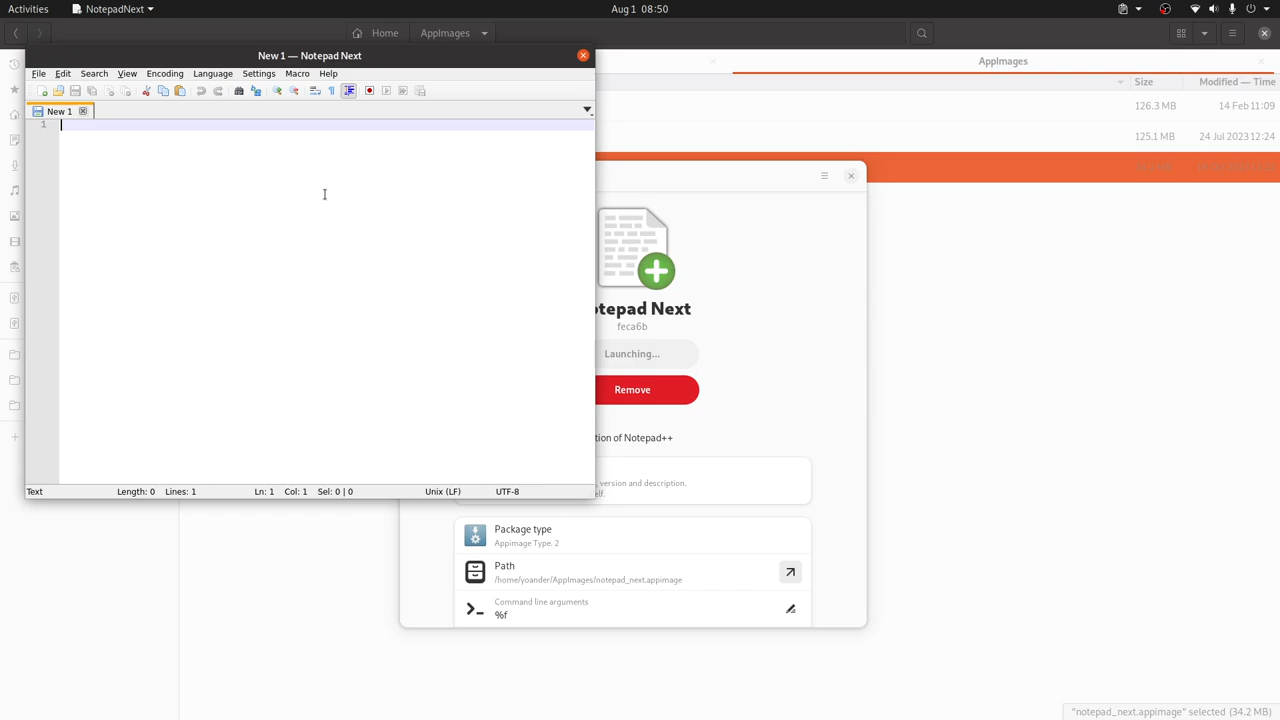 Activities
NotepadNext
Aug 1 08:50
Home
AppImages
New 1 — Notepad Next
File Edit Search View Encoding Language Settings Macro Help
AppImages
Size
Modified — Time
New 1
126.3 MB
14 Feb 11:09
1
125.1 MB
24 Jul 2023 12:24
otepad Next
feca6b
Launching...
Remove
tion of Notepad++
, version and description.
elf.
Text
Length: 0 Lines: 1
Ln: 1 Col: 1 Sel: 0 | 0
Unix (LF)
UTF-8
Package type
Appimage Type. 2
Path
/home/yoander/AppImages/notepad_next.appimage
Command line arguments
%f
"notepad_next.appimage" selected (34.2 MB)